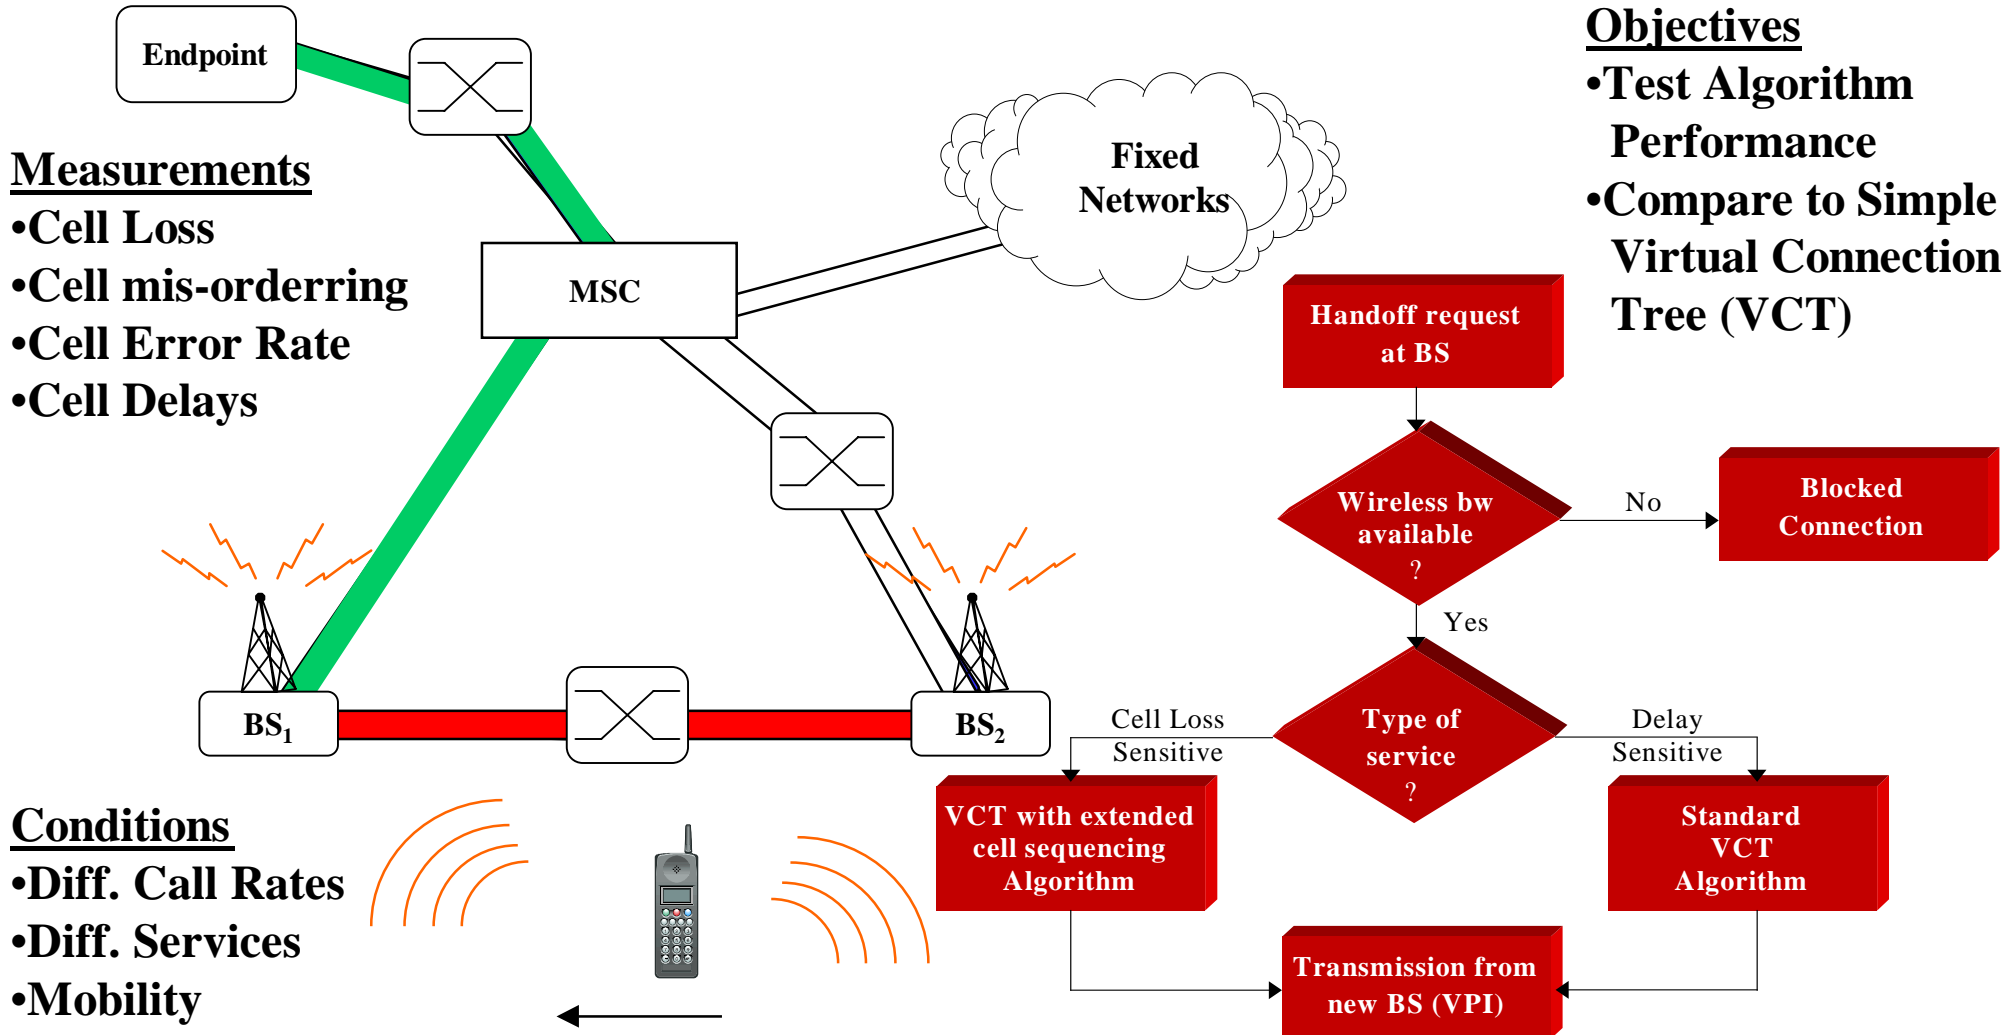 Endpoint
Measurements
•Cell Loss
•Cell mis-orderring
•Cell Error Rate
•Cell Delays
MSC
Fixed
Networks
Objectives
•Test Algorithm
Performance
•Compare to Simple
Virtual Connection
Tree (VCT)
BS1
BS2
Conditions
•Diff. Call Rates
•Diff. Services
•Mobility
Handoff request
at BS
Wireless bw
available
?
No
Blocked
Connection
Yes
Type of
service
?
Cell Loss
Sensitive
Delay
Sensitive
VCT with extended
cell sequencing
Algorithm
Standard
VCT
Algorithm
Transmission from
new BS (VPI)